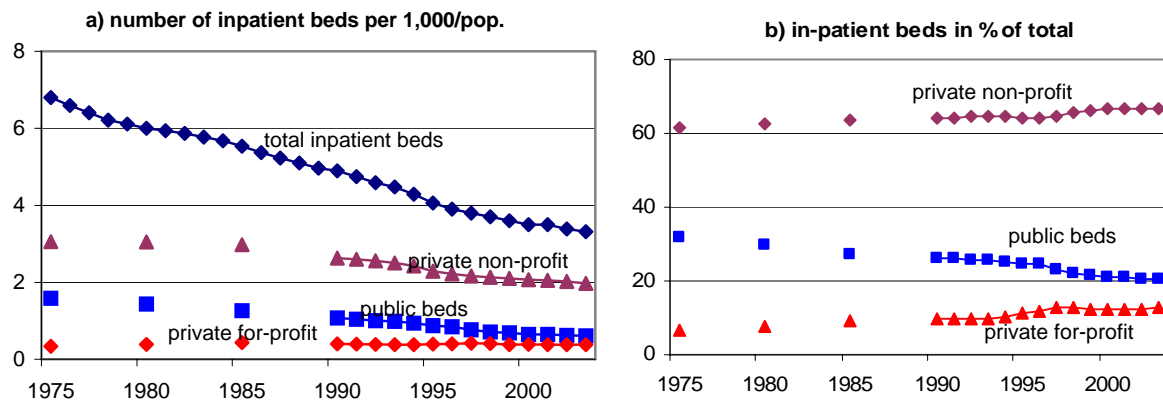 a) number of inpatient beds per 1,000/pop.
8
6
4
2
0
total inpatient beds
private non-profit
public beds
private for-profit
1975 1980 1985 1990 1995 2000
b) in-patient beds in % of total
80
60
40
20
0
private non-profit
public beds
private for-profit
1975 1980 1985 1990 1995 2000